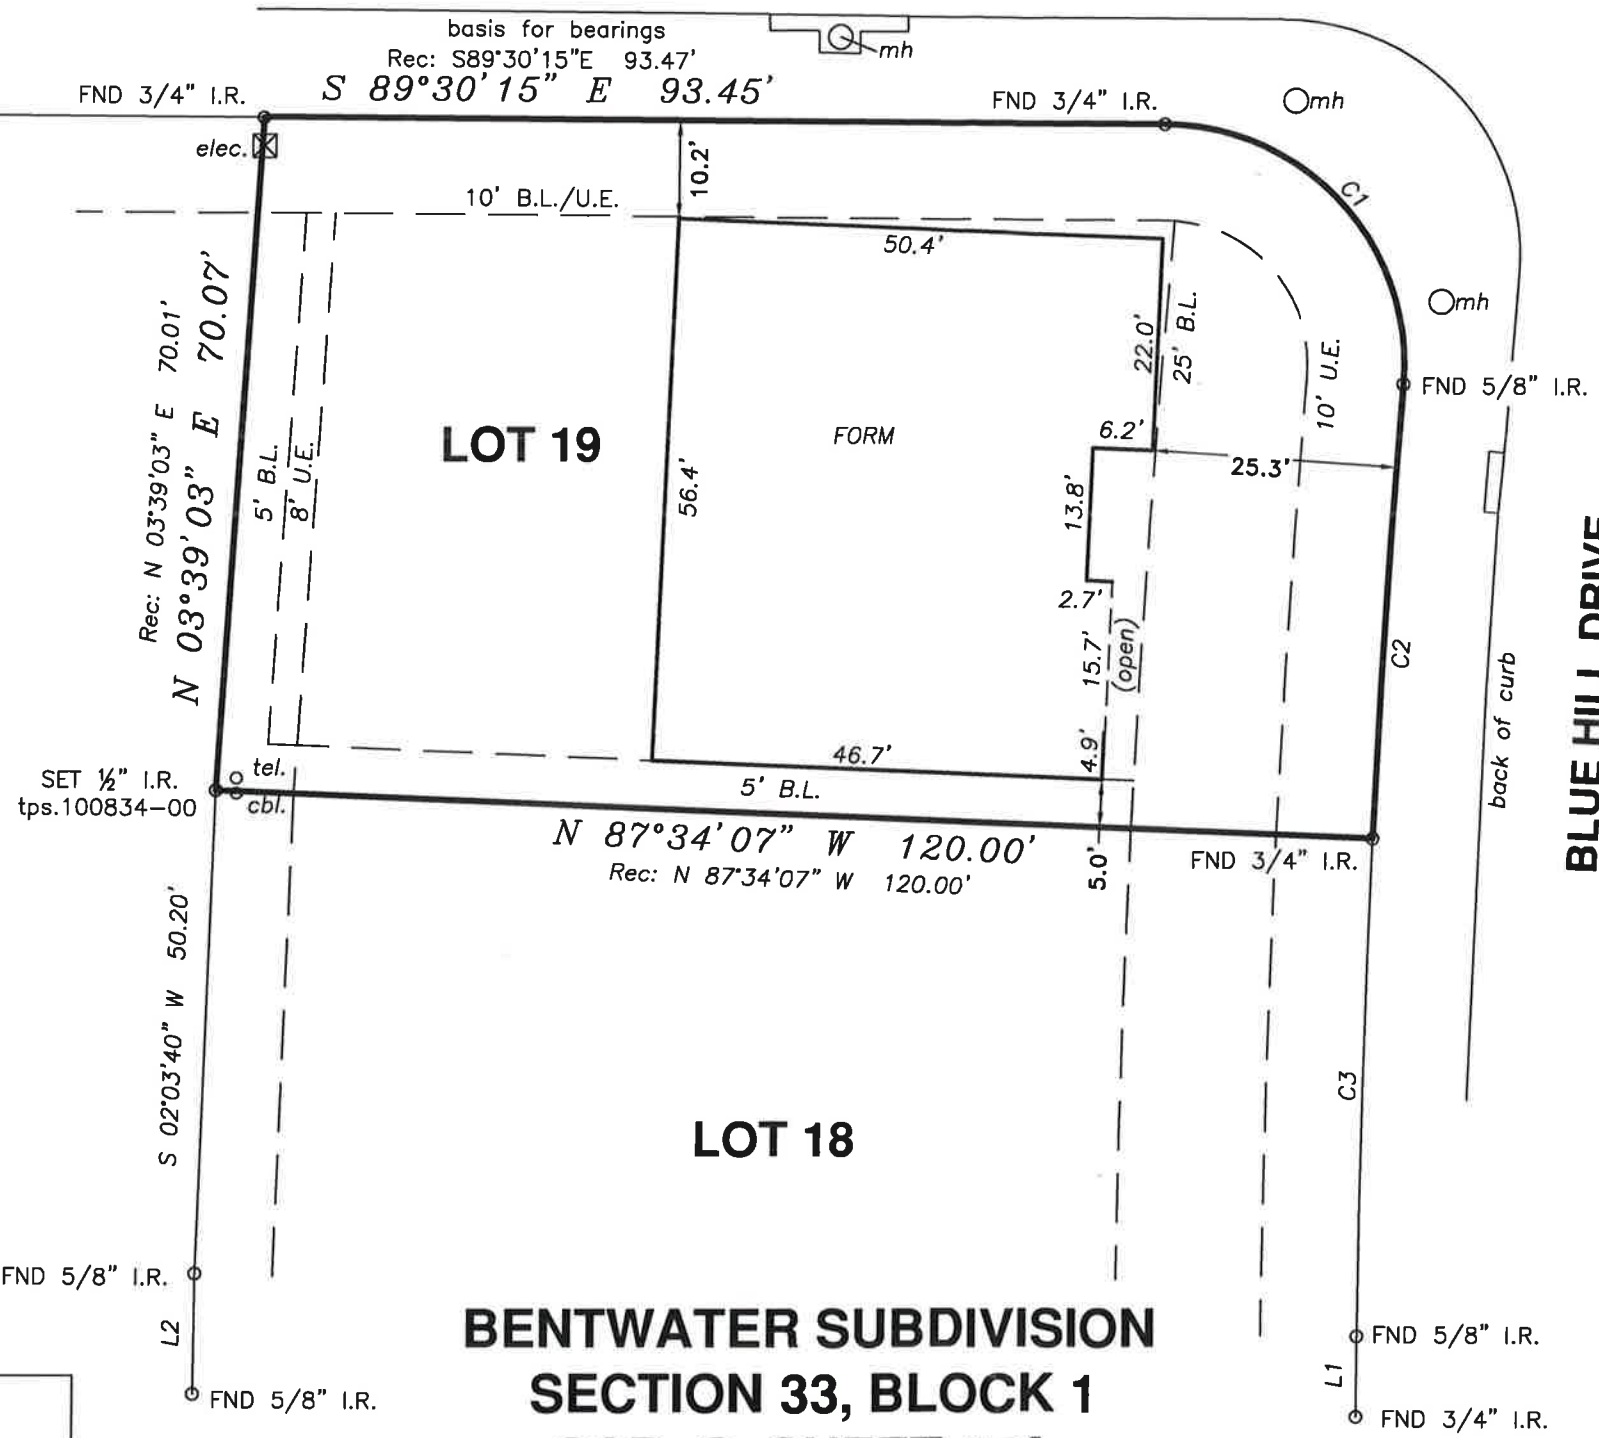 basis for bearings
Rec: S89°30'15"E 93.47'
S 89°30'15" E 93.45'
mh
FND 3/4" I.R.
FND 3/4" I.R.
mh
elec.
10.2'
C1
10' B.L./U.E.
50.4'
mh
N 03°39'03" E 70.07'
Rec: N 03°39'03" E 70.01'
22.0'
25' B.L.
10' U.E.
FND 5/8" I.R.
LOT 19
FORM
6.2'
25.3'
5' B.L.
8' U.E.
56.4'
13.8'
2.7'
15.7'
(open)
C2
back of curb
BLUE HILL DRIVE
4.9'
46.7'
tel.
SET ½" I.R.
tps.100834-00
cbl.
5' B.L.
N 87°34'07" W 120.00'
Rec: N 87°34'07" W 120.00'
5.0'
FND 3/4" I.R.
S 02°03'40" W 50.20'
C3
LOT 18
FND 5/8" I.R.
L2
FND 5/8" I.R.
BENTWATER SUBDIVISION
SECTION 33, BLOCK 1
FND 5/8" I.R.
L1
FND 3/4" I.R.